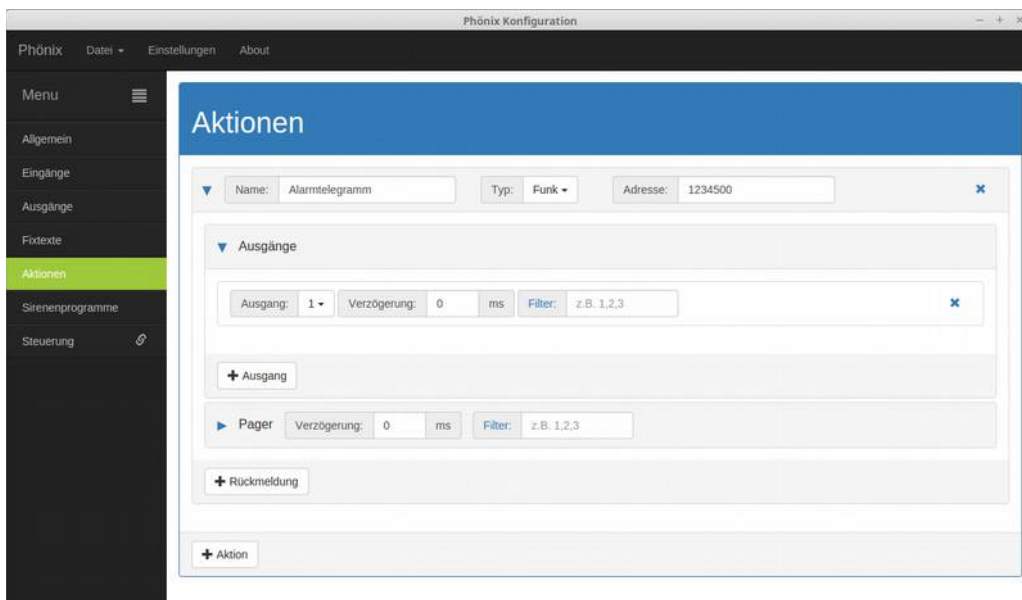 Phönix Konfiguration
Phönix Datei Einstellungen About
Menu
Allgemein
Eingänge
Ausgänge
Fixtexte
Aktionen
Sirenenprogramme
Steuerung
Aktionen
Name: Alarmtelegramm Typ: Funk Adresse: 1234500
Ausgänge
Ausgang: 1 Verzögerung: 0 ms Filter: z.B. 1,2,3
+ Ausgang
Pager Verzögerung: 0 ms Filter: z.B. 1,2,3
+ Rückmeldung
+ Aktion